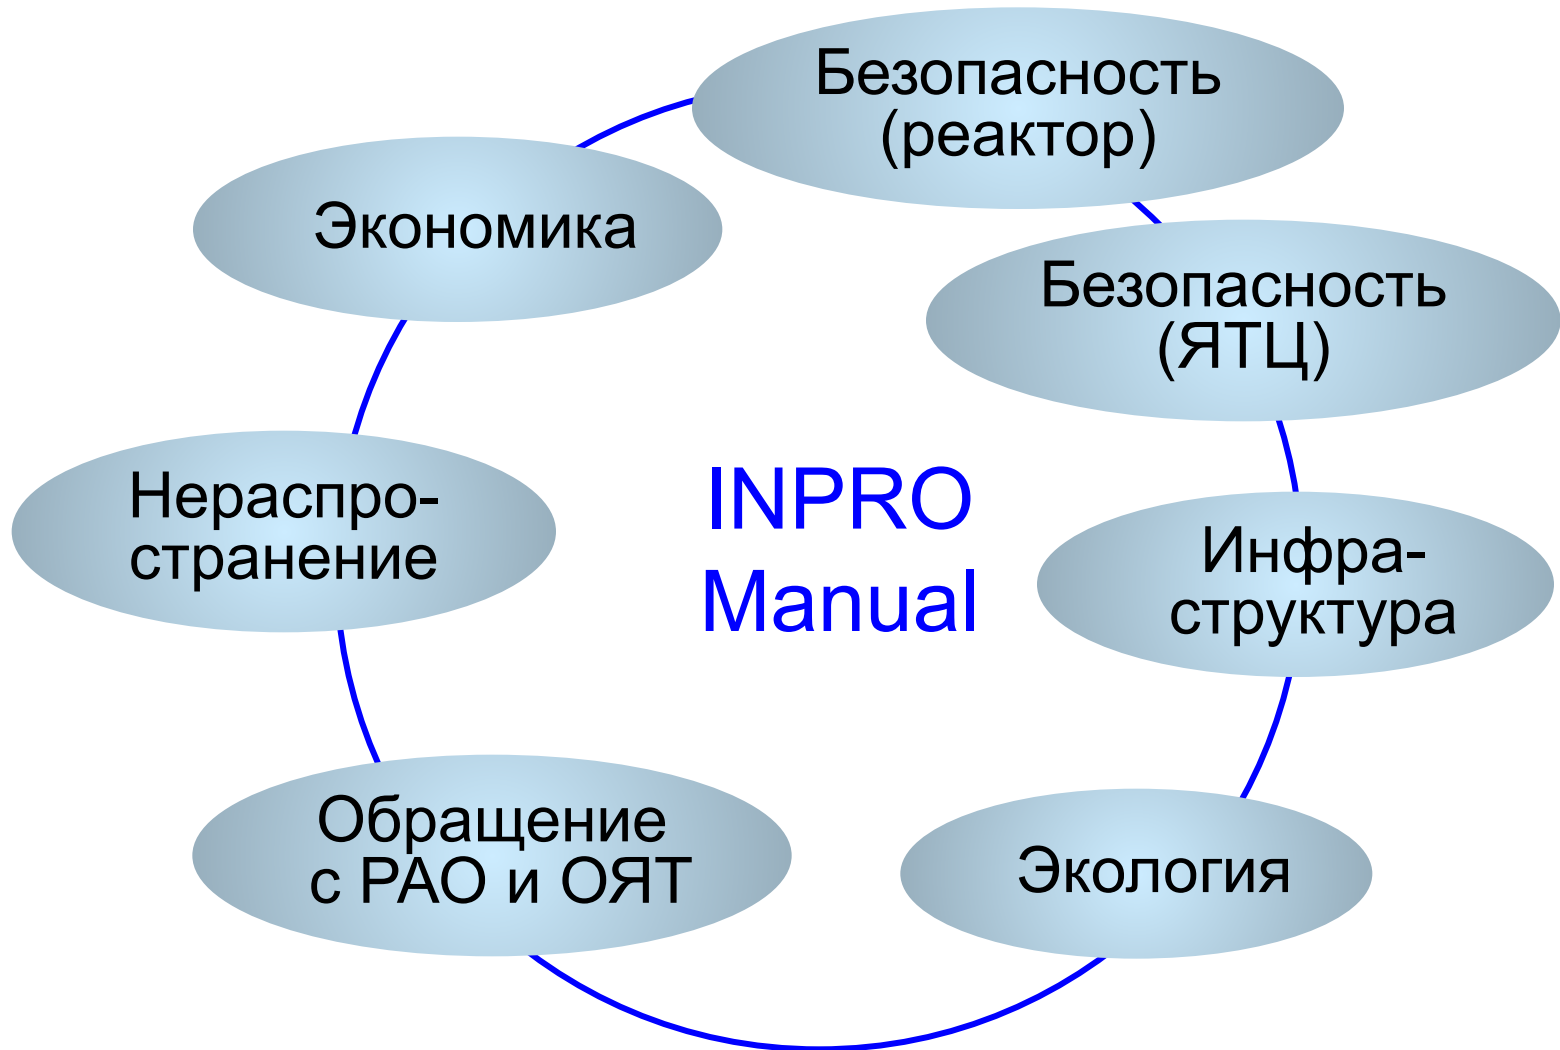 Безопасность
(реактор)
Экономика
Безопасность
(ЯТЦ)
Нераспро-
странение
INPRO
Manual
Инфра-
структура
Обращение
с РАО и ОЯТ
Экология